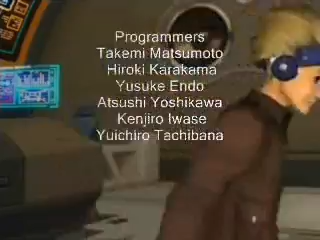 Programmers
Takemi Matsumoto
Hiroki Karakama
Yusuke Endo
Atsushi Yoshikawa
Kenjiro Iwase
Yuichiro Tachibana